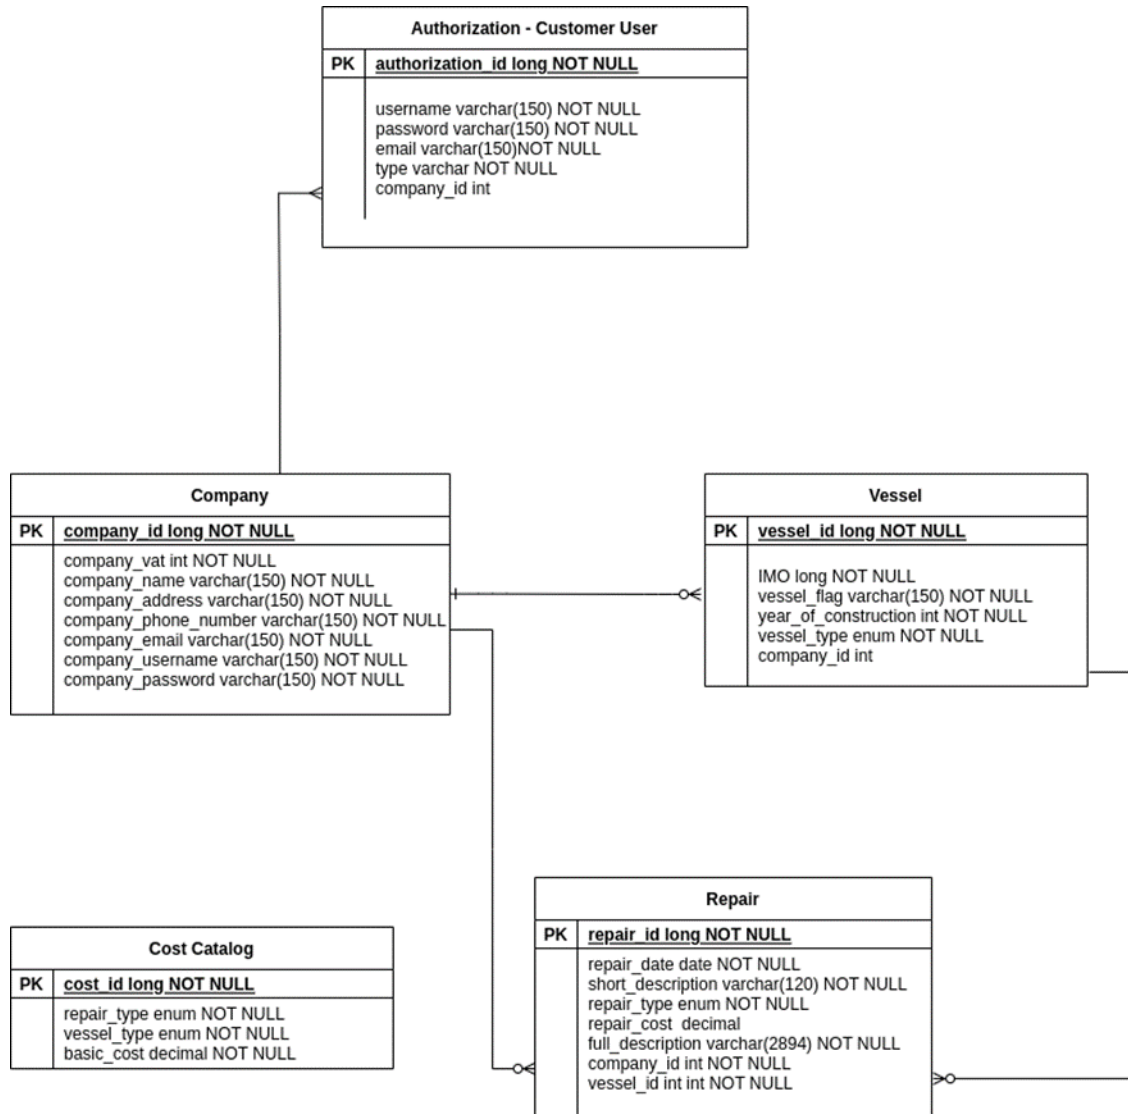 Authorization - Customer User
PK authorization_id long NOT NULL
username varchar(150) NOT NULL
password varchar(150) NOT NULL
email varchar(150)NOT NULL
type varchar NOT NULL
company_id int
Company
PK company_id long NOT NULL
company_vat int NOT NULL
company_name varchar(150) NOT NULL
company_address varchar(150) NOT NULL
company_phone_number varchar(150) NOT NULL
company_email varchar(150) NOT NULL
company_username varchar(150) NOT NULL
company_password varchar(150) NOT NULL
Vessel
PK vessel_id long NOT NULL
IMO long NOT NULL
vessel_flag varchar(150) NOT NULL
year_of_construction int NOT NULL
vessel_type enum NOT NULL
company_id int
Cost Catalog
PK cost_id long NOT NULL
repair_type enum NOT NULL
vessel_type enum NOT NULL
basic_cost decimal NOT NULL
Repair
PK repair_id long NOT NULL
repair_date date NOT NULL
short_description varchar(120) NOT NULL
repair_type enum NOT NULL
repair_cost decimal
full_description varchar(2894) NOT NULL
company_id int NOT NULL
vessel_id int int NOT NULL